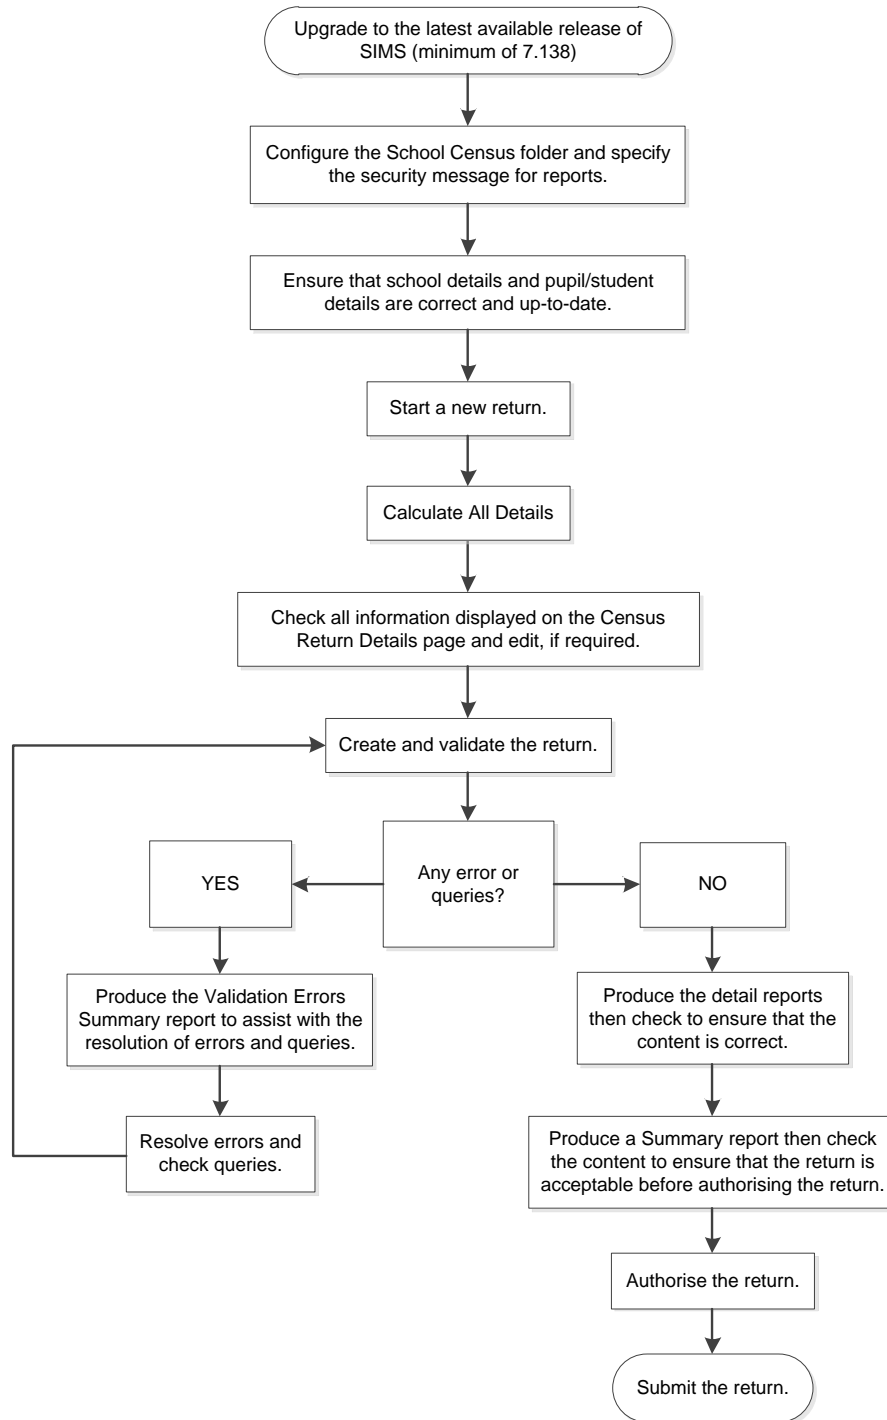 Upgrade to the latest available release of
SIMS (minimum of 7.138)
Configure the School Census folder and specify
the security message for reports.
Ensure that school details and pupil/student
details are correct and up-to-date.
Start a new return.
Calculate All Details
Check all information displayed on the Census
Return Details page and edit, if required.
Create and validate the return.
Any error or
queries?
YES
NO
Produce the Validation Errors
Summary report to assist with the
resolution of errors and queries.
Resolve errors and
check queries.
Produce the detail reports
then check to ensure that the
content is correct.
Produce a Summary report then check
the content to ensure that the return is
acceptable before authorising the return.
Authorise the return.
Submit the return.